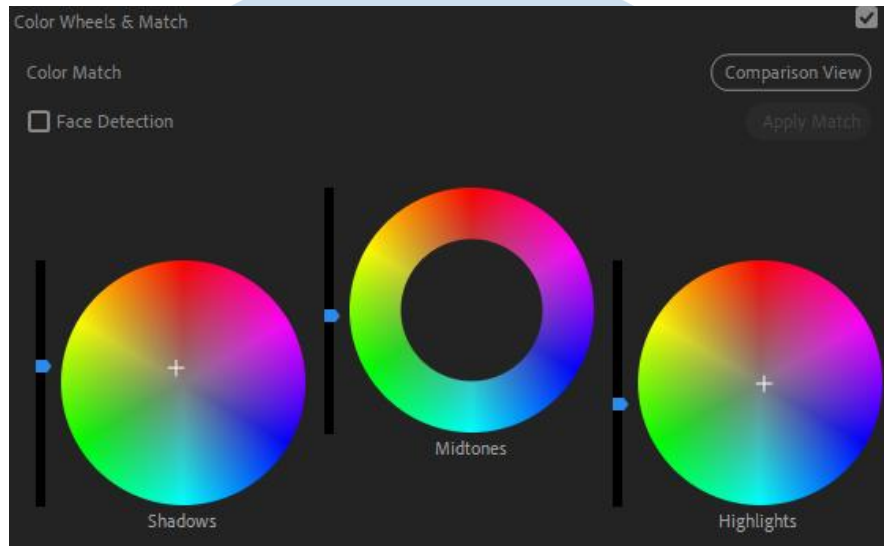 Color Wheels & Match
Color Match
Comparison View
Face Detection
Apply Match
Midtones
Shadows
Highlights